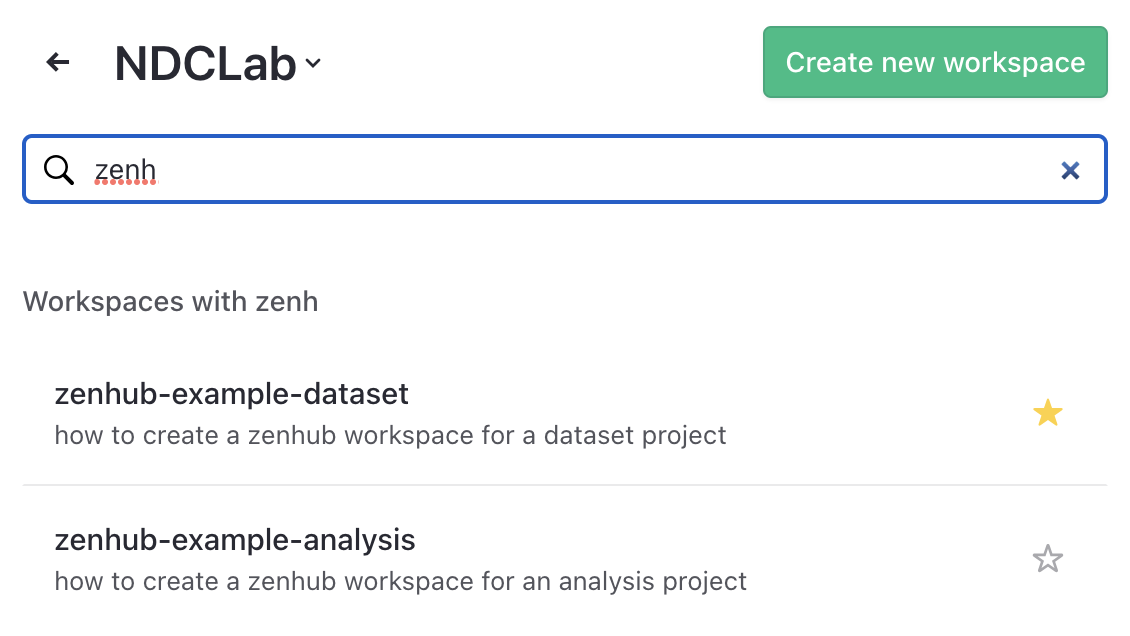 NDCLab
Create new workspace
zenh
Workspaces with zenh
zenhub-example-dataset
how to create a zenhub workspace for a dataset project
zenhub-example-analysis
how to create a zenhub workspace for an analysis project